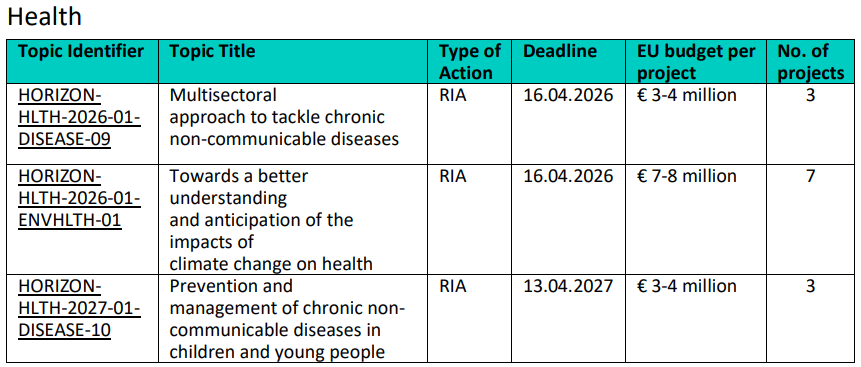 Health
Topic Identifier Topic Title Type of Action Deadline EU budget per project No. of projects
HORIZON-
HLTH-2026-01-
DISEASE-09
Multisectoral
approach to tackle chronic
non-communicable diseases
RIA
16.04.2026
€ 3-4 million
3
HORIZON-
HLTH-2026-01-
ENVHLTH-01
Towards a better
understanding
and anticipation of the
impacts of
climate change on health
RIA
16.04.2026
€ 7-8 million
7
HORIZON-
HLTH-2027-01-
DISEASE-10
Prevention and
management of chronic non-
communicable diseases in
children and young people
RIA
13.04.2027
€ 3-4 million
3